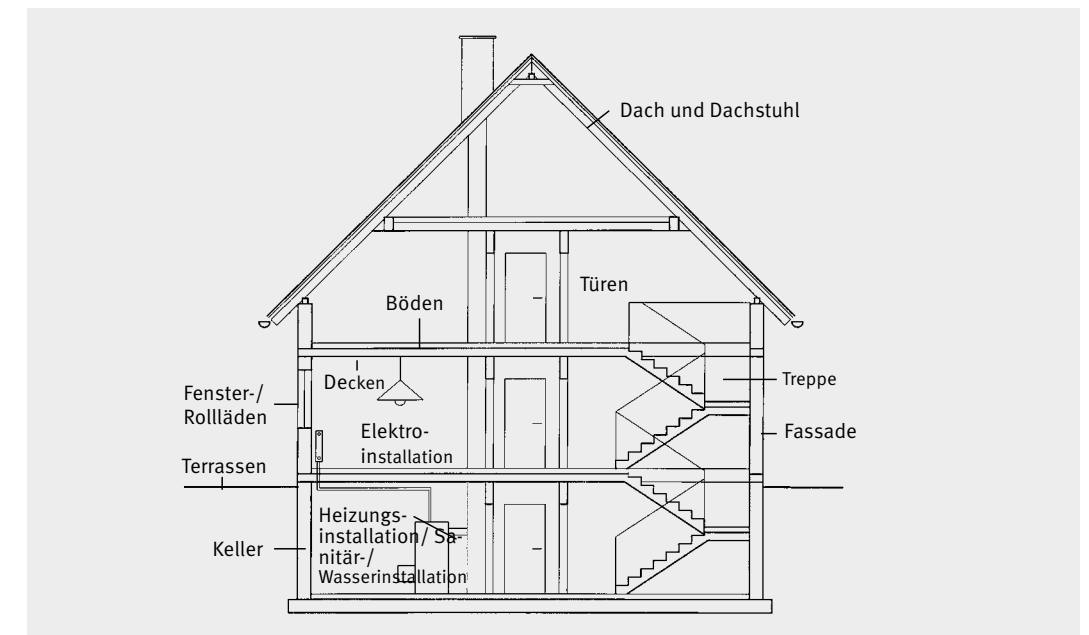 Dach und Dachstuhl
Türen
Böden
Decken
Treppe
Fenster-/
Rollläden
Fassade
Elektro-
installation
Terrassen
Heizungs-
installation/ Sa-
nitär-/
Wasserinstallation
Keller